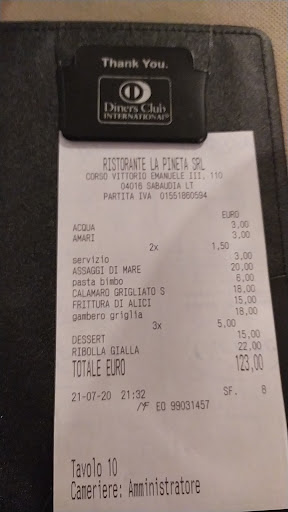 Thank You.
Diners Club
INTERNATIONAL®
RISTORANTE LA PINETA SRL
CORSO VITTORIO EMANUELE III, 110
04016 SABAUDIA LT
PARTITA IVA 01551860594
EURO
ACQUA 3,00
AMARI 3,00
2x 1,50
servizio 3,00
ASSAGGI DI MARE 20,00
pasta bimbo 6,00
CALAMARO GRIGLIATO S 18,00
FRITTURA DI ALICI 15,00
gambero griglia 18,00
3x 5,00
DESSERT 15,00
RIBOLLA GIALLA 22,00
TOTALE EURO 123,00
21-07-20 21:32 SF. 8
MF EO 99031457
Tavolo 10
Cameriere: Amministratore